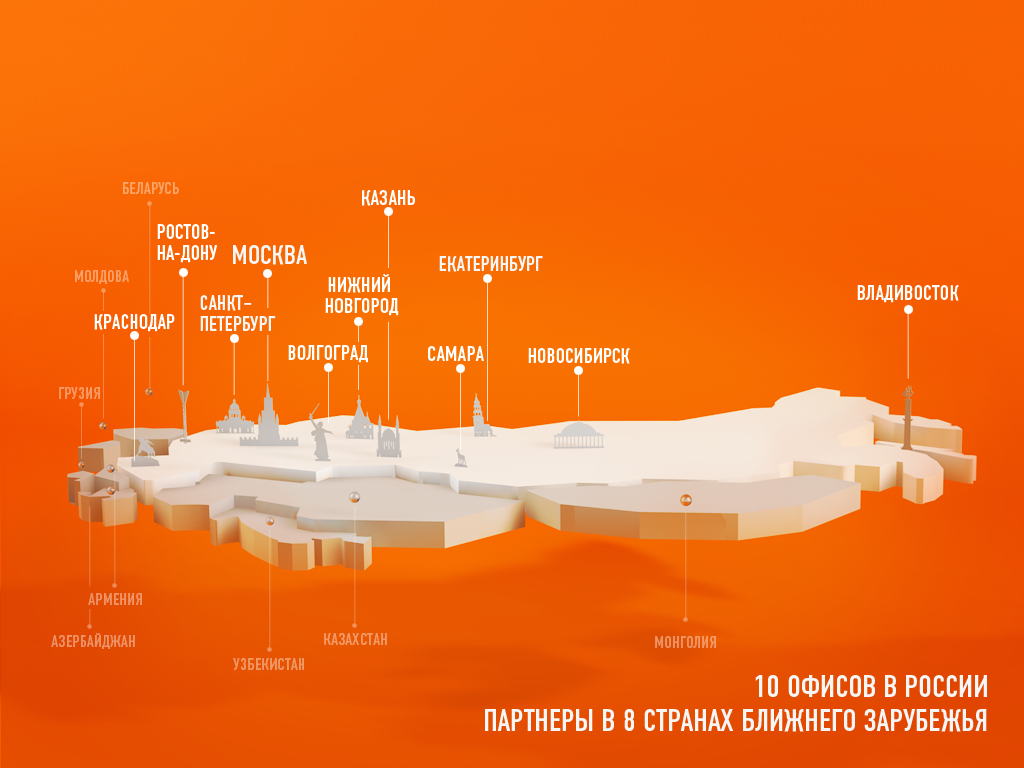 БЕЛАРУСЬ
КАЗАНЬ
РОСТОВ-
НА-ДОНУ
МОСКВА
ЕКАТЕРИНБУРГ
МОЛДОВА
НИЖНИЙ
НОВГОРОД
ВЛАДИВОСТОК
САНКТ-
ПЕТЕРБУРГ
КРАСНОДАР
ВОЛГОГРАД
САМАРА
НОВОСИБИРСК
ГРУЗИЯ
АРМЕНИЯ
АЗЕРБАЙДЖАН
КАЗАХСТАН
МОНГОЛИЯ
УЗБЕКИСТАН
10 ОФИСОВ В РОССИИ
ПАРТНЕРЫ В 8 СТРАНАХ БЛИЖНЕГО ЗАРУБЕЖЬЯ